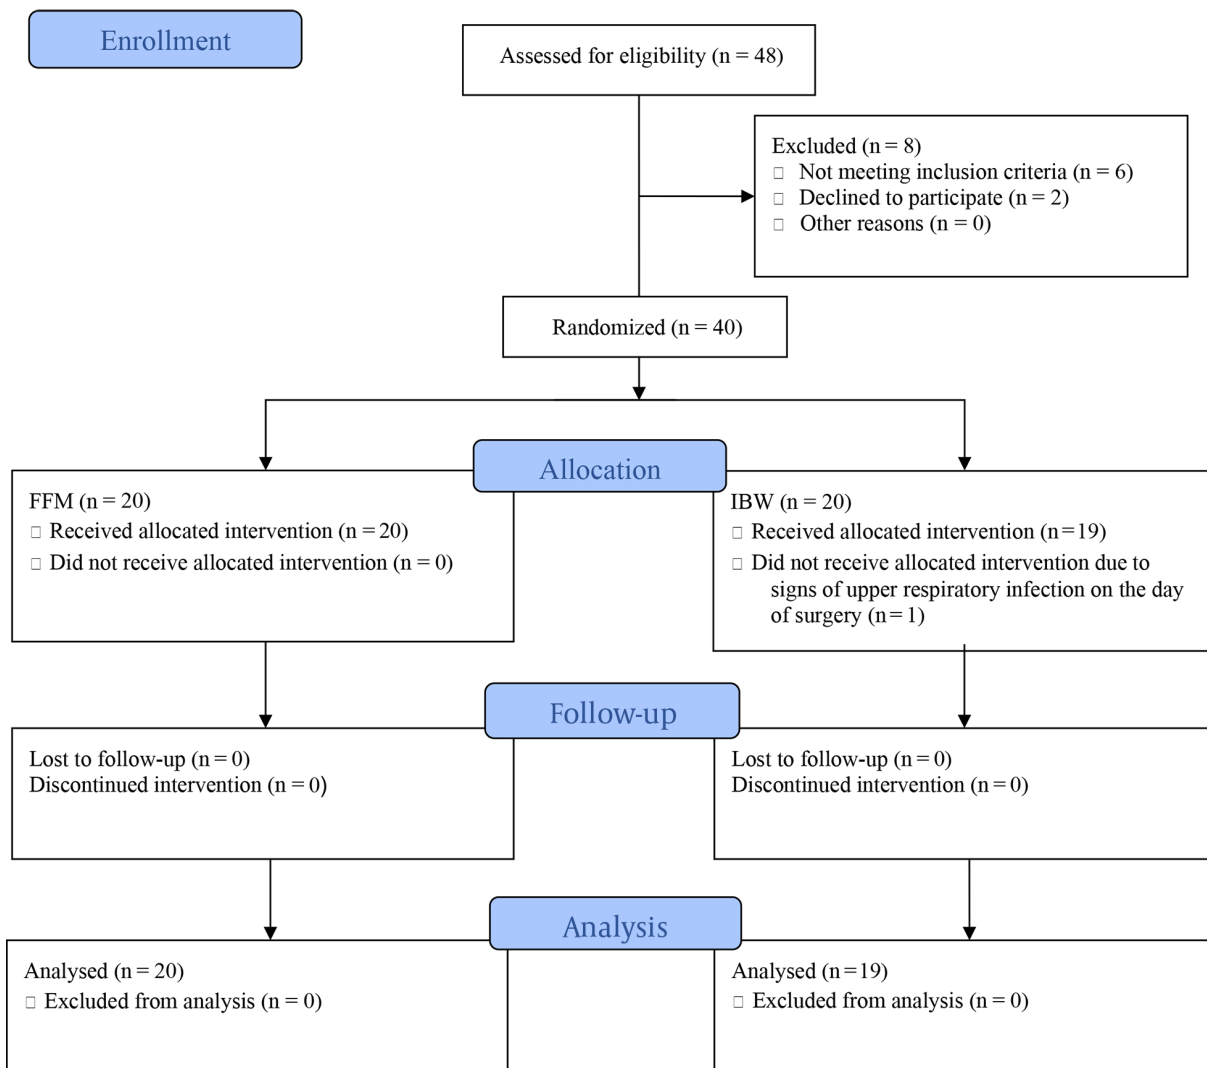 Enrollment
Assessed for eligibility (n = 48)
Excluded (n = 8)
□ Not meeting inclusion criteria (n = 6)
□ Declined to participate (n = 2)
□ Other reasons (n = 0)
Randomized (n = 40)
Allocation
FFM (n = 20)
□ Received allocated intervention (n = 20)
□ Did not receive allocated intervention (n = 0)
IBW (n = 20)
□ Received allocated intervention (n = 19)
□ Did not receive allocated intervention due to
signs of upper respiratory infection on the day
of surgery (n = 1)
Follow-up
Lost to follow-up (n = 0)
Discontinued intervention (n = 0)
Lost to follow-up (n = 0)
Discontinued intervention (n = 0)
Analysis
Analysed (n = 20)
□ Excluded from analysis (n = 0)
Analysed (n = 19)
□ Excluded from analysis (n = 0)